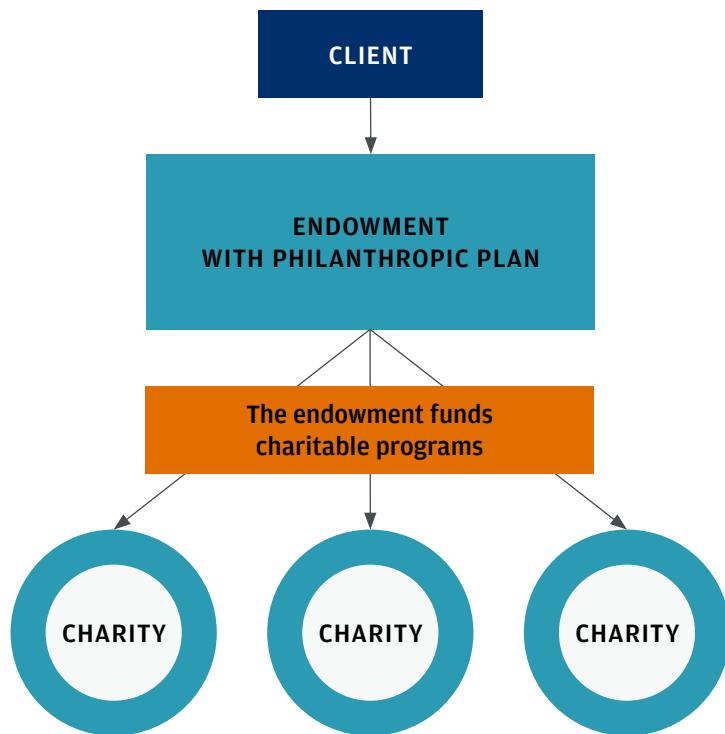 CLIENT
ENDOWMENT
WITH PHILANTHROPIC PLAN
The endowment funds
charitable programs
CHARITY
CHARITY
CHARITY